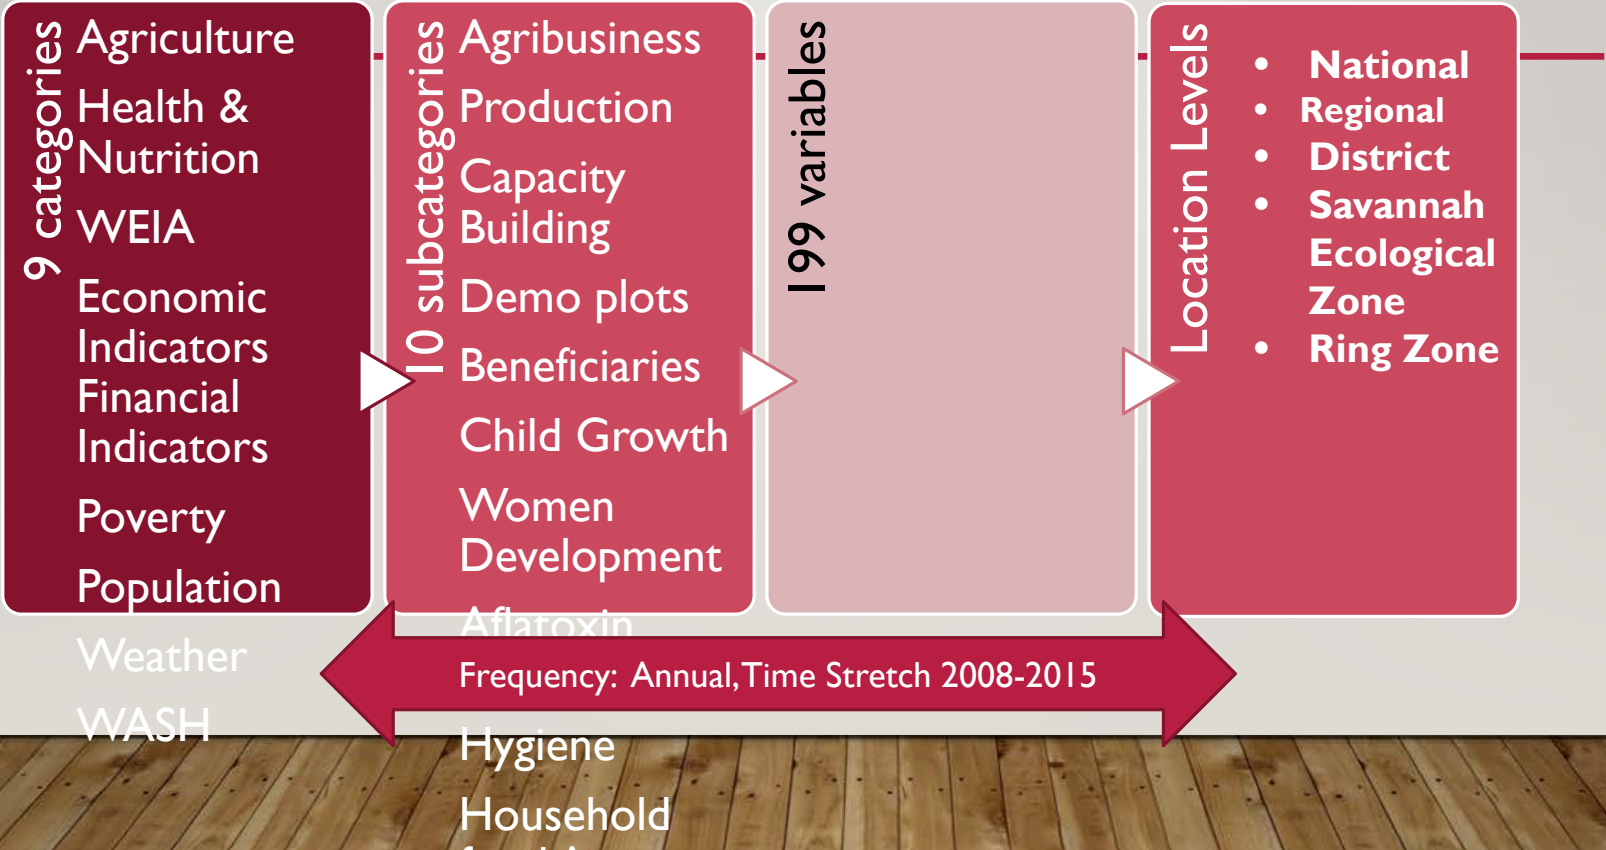 9 categories
Agriculture
Health &
Nutrition
WEIA
Economic
Indicators
Financial
Indicators
Poverty
Population
Weather
WASH
10 subcategories
Agribusiness
Production
Capacity
Building
Demo plots
Beneficiaries
Child Growth
Women
Development
Aflatoxin
Hygiene
Household
199 variables
Location Levels
• National
• Regional
• District
• Savannah
Ecological
Zone
• Ring Zone
Frequency: Annual, Time Stretch 2008-2015